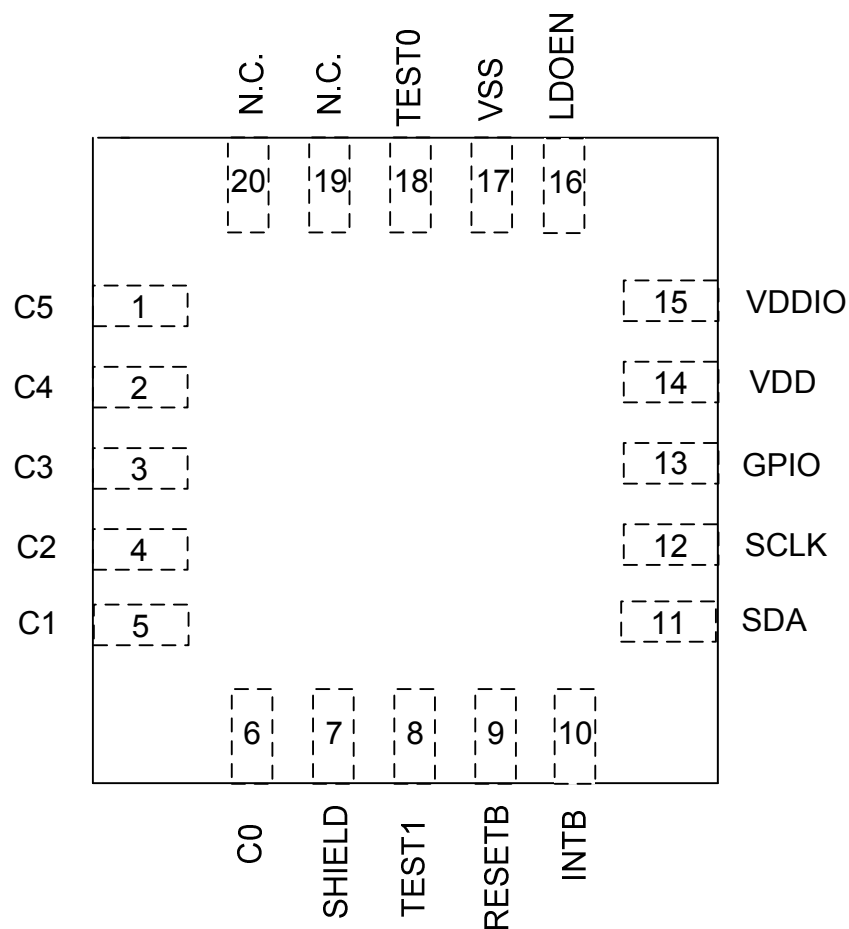 N.C.
N.C.
TEST0
VSS
LDOEN
20
19
18
17
16
C5
1
15
VDDIO
C4
2
14
VDD
C3
3
13
GPIO
C2
4
12
SCLK
C1
5
11
SDA
6
7
8
9
10
C0
SHIELD
TEST1
RESETB
INTB